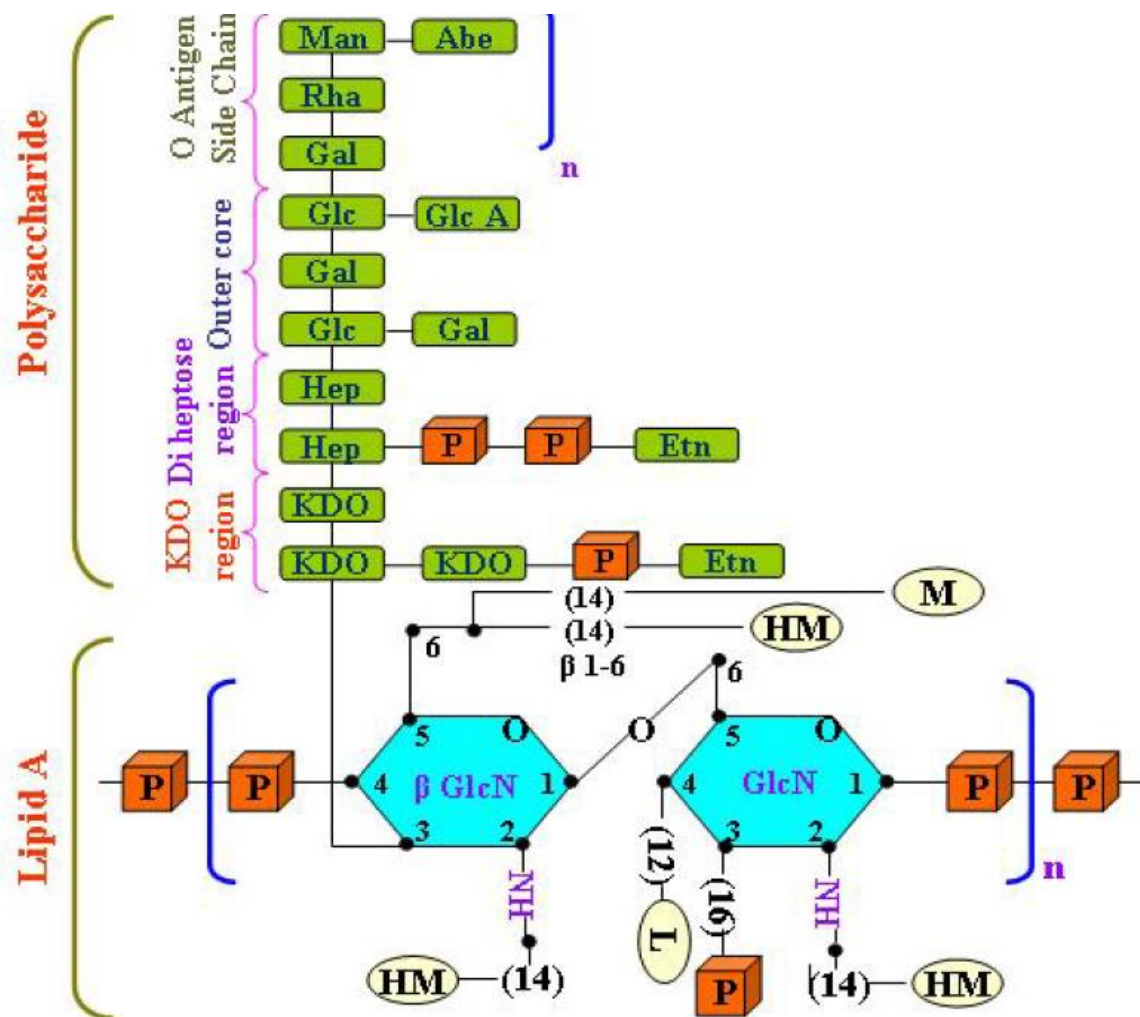 Polysaccharide
O Antigen
Side Chain
Outer core
Di heptose
region
KDO
region
Man Abe
Rha
Gal
n
Glc Glc A
Gal
Glc Gal
Hep
Hep P P Etn
KDO
KDO KDO P Etn
(14) M
6 (14) HM
β 1-6
6
Lipid A
5 O O 5 O
P P 4 β GlcN 1 4 GlcN 1 P P
3 2 3 2
n
NH (12) (16) NH
L
HM (14) P (14) HM